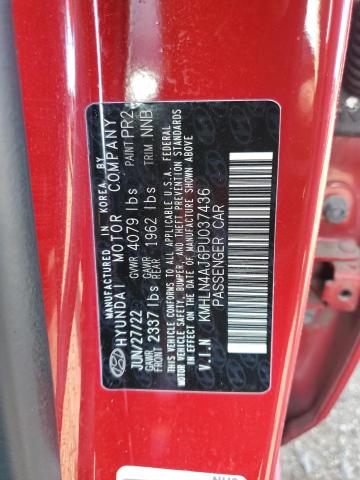 MFD. IN KOREA BY
HYUNDAI MOTOR COMPANY
JUN/27/22 GVWR 4079 lbs PAINT PR2
GAWR FRONT 2337 lbs GAWR REAR 1962 lbs TRIM NNB
THIS VEHICLE CONFORMS TO ALL APPLICABLE U.S.A. FEDERAL
MOTOR VEHICLE SAFETY, BUMPER, AND THEFT PREVENTION STANDARDS
IN EFFECT ON THE DATE OF MANUFACTURE SHOWN ABOVE.
V.I.N KMHLN4AJ6PU037436
PASSENGER CAR